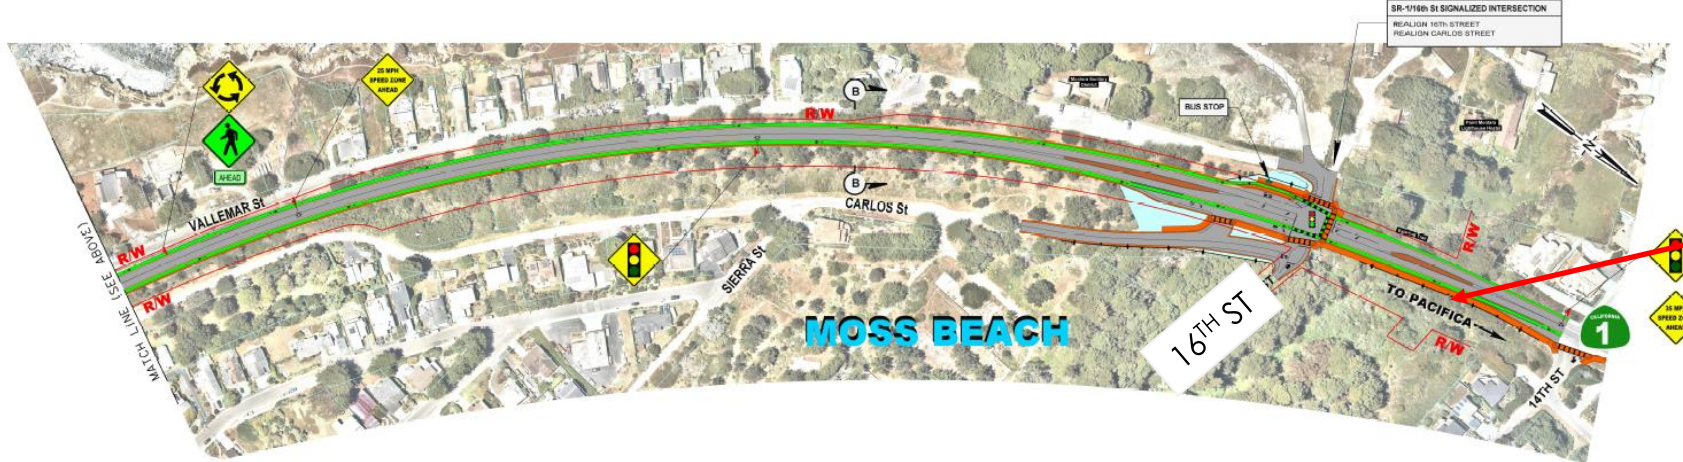 SR-1/16th St SIGNALIZED INTERSECTION
REALIGN 16TH STREET
REALIGN CARLOS STREET
25 MPH
SPEED ZONE
AHEAD
AHEAD
B
R/W
BUS STOP
N
VALLEMAR St
B
CARLOS St
R/W
R/W
R/W
MATCH LINE (SEE ABOVE)
SIERRA St
16TH ST
MOSS BEACH
TO PACIFICA
R/W
CALIFORNIA
1
14TH ST